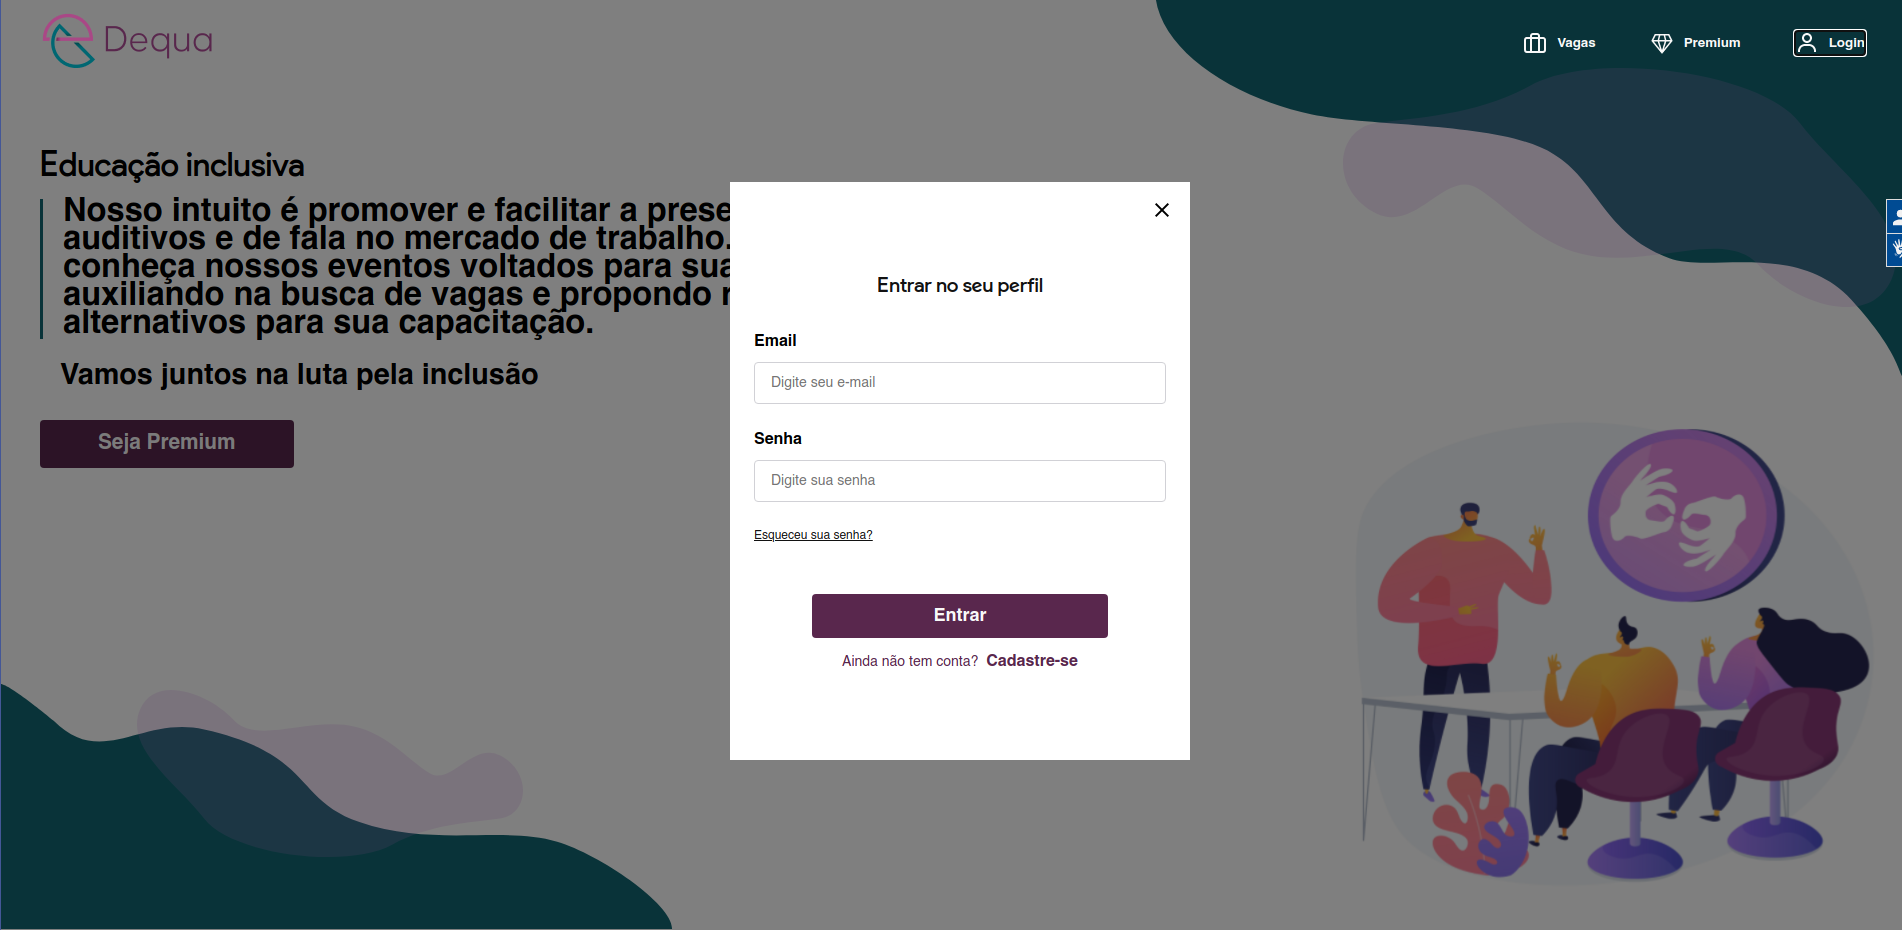 Dequa
Vagas
Premium
Login
Educação inclusiva
Nosso intuito é promover e facilitar a prese
auditivos e de fala no mercado de trabalho.
conheça nossos eventos voltados para sua
auxiliando na busca de vagas e propondo r
alternativos para sua capacitação.
Vamos juntos na luta pela inclusão
Seja Premium
Entrar no seu perfil
Email
Digite seu e-mail
Senha
Digite sua senha
Esqueceu sua senha?
Entrar
Ainda não tem conta? Cadastre-se